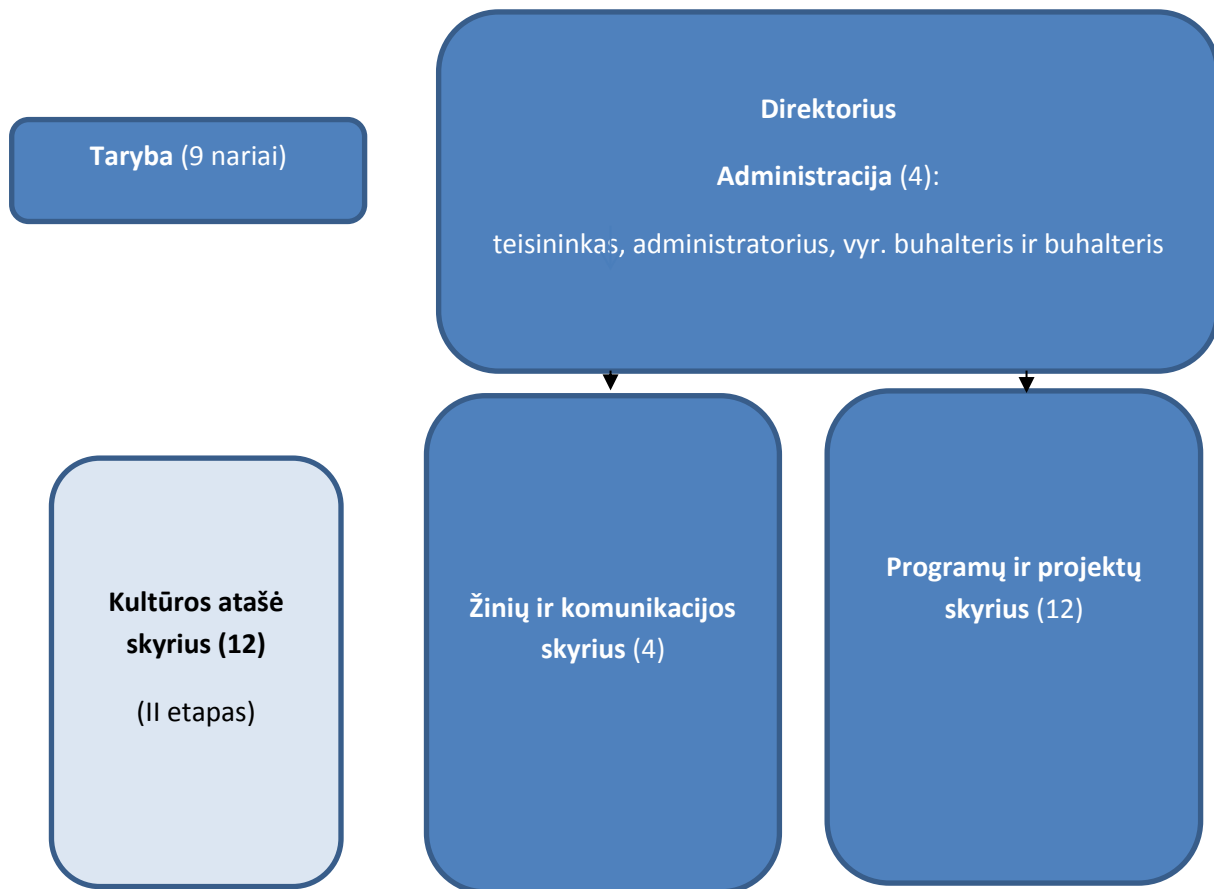 Taryba (9 nariai)
Direktorius
Administracija (4):
teisininkas, administratorius, vyr. buhalteris ir buhalteris
Kultūros atašė
skyrius (12)
(II etapas)
Žinių ir komunikacijos
skyrius (4)
Programų ir projektų
skyrius (12)